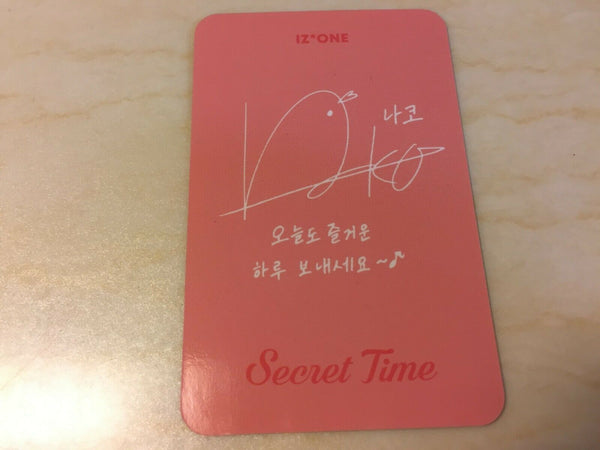 IZ*ONE
나코
오늘도 즐거운
하루 보내세요~♪
Secret Time